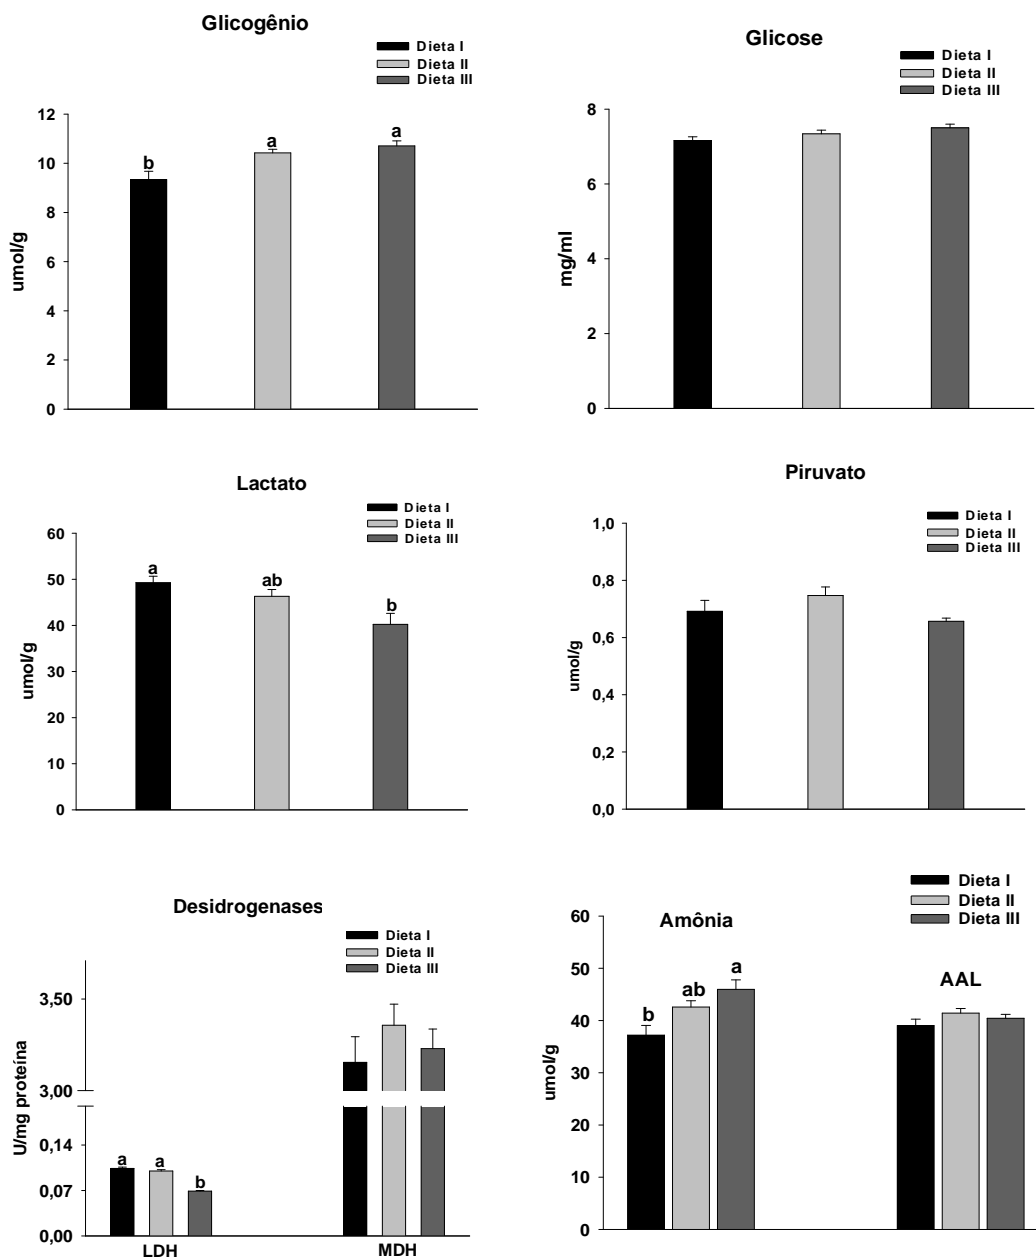 Glicogênio
Dieta I
Dieta II
Dieta III
umol/g
12
10
8
6
4
2
0
b
a
a
Glicose
Dieta I
Dieta II
Dieta III
mg/ml
8
6
4
2
0
Lactato
Dieta I
Dieta II
Dieta III
umol/g
60
50
40
30
20
10
0
a
ab
b
Piruvato
Dieta I
Dieta II
Dieta III
umol/g
1,0
0,8
0,6
0,4
0,2
0,0
Desidrogenases
Dieta I
Dieta II
Dieta III
U/mg proteína
3,50
3,00
0,14
0,07
0,00
a
a
b
LDH
MDH
Dieta I
Dieta II
Dieta III
Amônia
AAL
umol/g
60
50
40
30
20
10
0
b
ab
a